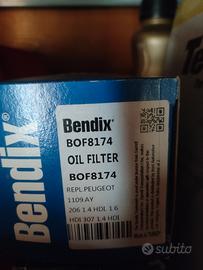 Bendix
Bendix®
BOF8174
OIL FILTER
BOF8174
REPL PEUGEOT
1109.AY
206 1.4 HDI, 1.6
HDI 307 1.4 HDI,
subito